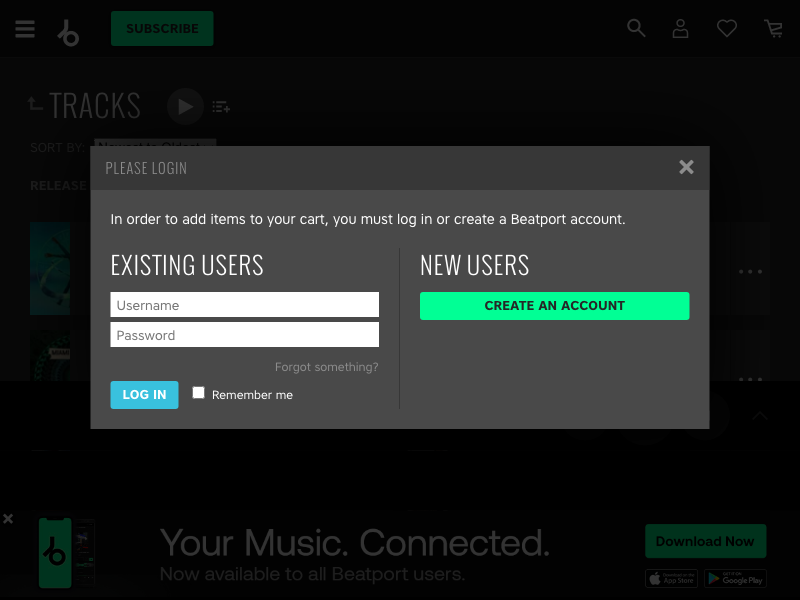 SUBSCRIBE
TRACKS
SORT BY:
RELEASE
PLEASE LOGIN
In order to add items to your cart, you must log in or create a Beatport account.
EXISTING USERS
Username
Password
Forgot something?
LOG IN
Remember me
NEW USERS
CREATE AN ACCOUNT
Your Music. Connected.
Now available to all Beatport users.
Download Now
App Store
Google Play